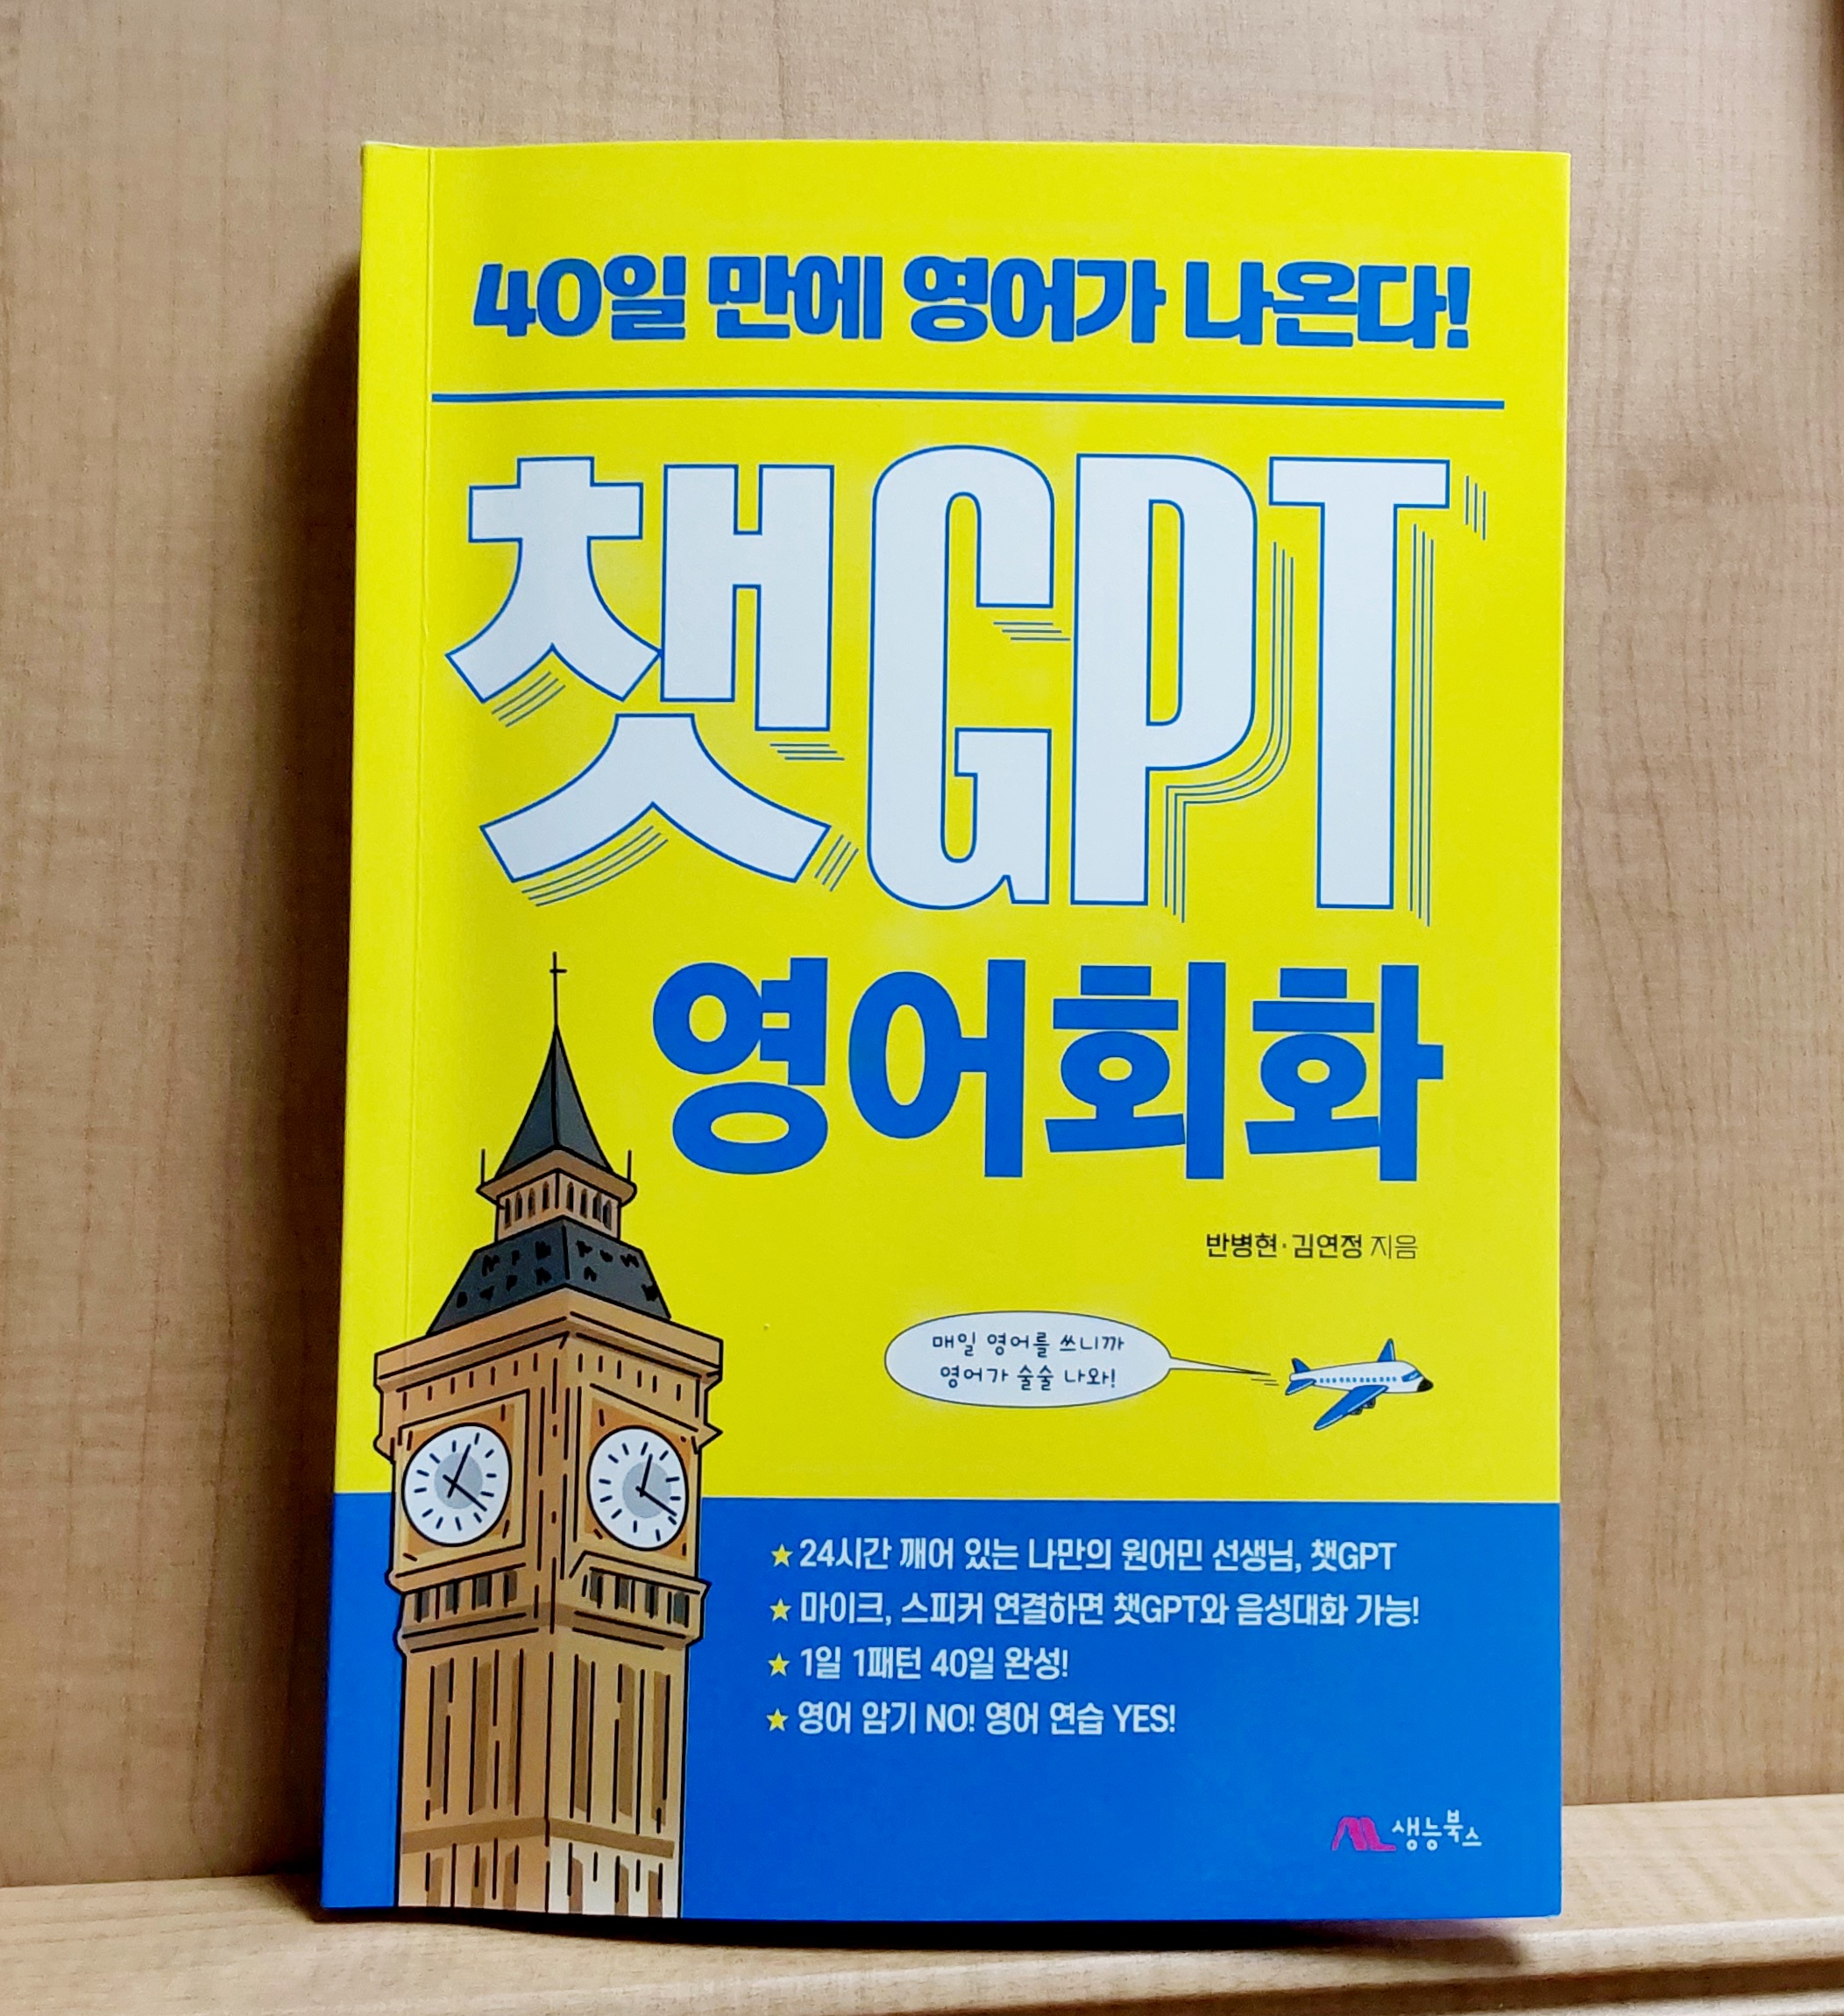 40일 만에 영어가 나온다!
챗GPT
영어회화
반병현·김연정 지음
매일 영어를 쓰니까
영어가 술술 나와!
★ 24시간 깨어 있는 나만의 원어민 선생님, 챗GPT
★ 마이크, 스피커 연결하면 챗GPT와 음성대화 가능!
★ 1일 1패턴 40일 완성!
★ 영어 암기 NO! 영어 연습 YES!
생능북스